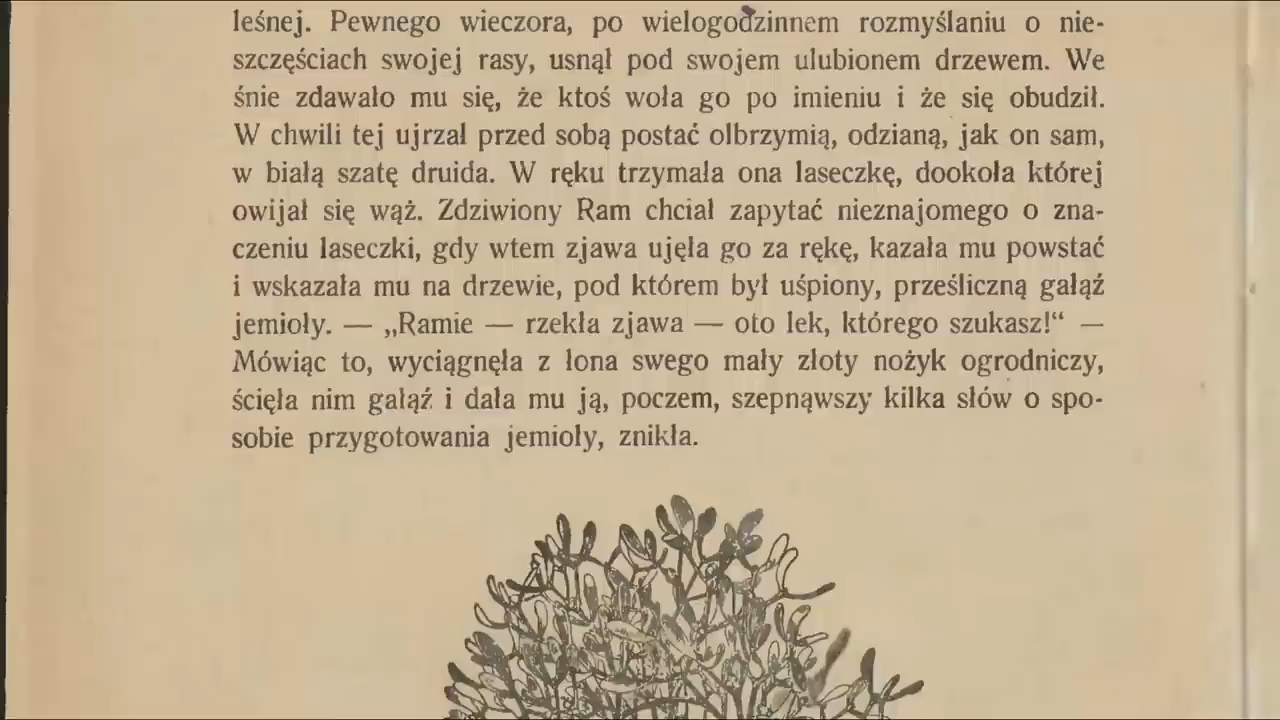 leśnej. Pewnego wieczora, po wielogodzinnem rozmyślaniu o nie-
szczęściach swojej rasy, usnął pod swojem ulubionem drzewem. We
śnie zdawało mu się, że ktoś woła go po imieniu i że się obudził.
W chwili tej ujrzał przed sobą postać olbrzymią, odzianą, jak on sam,
w białą szatę druida. W ręku trzymała ona laseczkę, dookoła której
owijał się wąż. Zdziwiony Ram chciał zapytać nieznajomego o zna-
czeniu laseczki, gdy wtem zjawa ujęła go za rękę, kazała mu powstać
i wskazała mu na drzewie, pod którem był uśpiony, prześliczną gałąź
jemioły. — „Ramie — rzekła zjawa — oto lek, którego szukasz!“ —
Mówiąc to, wyciągnęła z łona swego mały złoty nożyk ogrodniczy,
ścięła nim gałąź i dała mu ją, poczem, szepnąwszy kilka słów o spo-
sobie przygotowania jemioły, znikła.